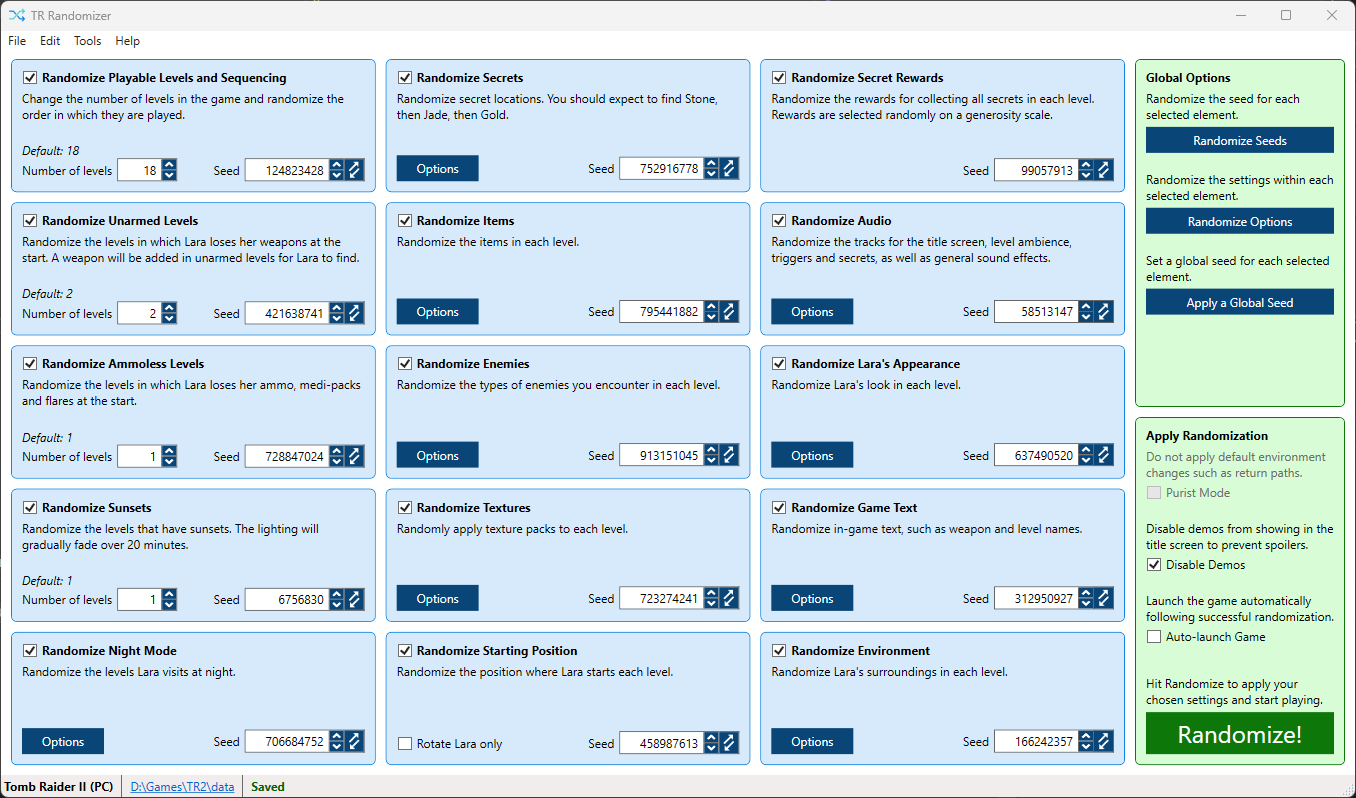 TR Randomizer
File Edit Tools Help
Randomize Playable Levels and Sequencing
Change the number of levels in the game and randomize the
order in which they are played.
Default: 18
Number of levels 18 Seed 124823428
Randomize Secrets
Randomize secret locations. You should expect to find Stone,
then Jade, then Gold.
Options Seed 752916778
Randomize Secret Rewards
Randomize the rewards for collecting all secrets in each level.
Rewards are selected randomly on a generosity scale.
Seed 99057913
Randomize Unarmed Levels
Randomize the levels in which Lara loses her weapons at the
start. A weapon will be added in unarmed levels for Lara to find.
Default: 2
Number of levels 2 Seed 421638741
Randomize Items
Randomize the items in each level.
Options Seed 795441882
Randomize Audio
Randomize the tracks for the title screen, level ambience,
triggers and secrets, as well as general sound effects.
Options Seed 58513147
Randomize Ammoless Levels
Randomize the levels in which Lara loses her ammo, medi-packs
and flares at the start.
Default: 1
Number of levels 1 Seed 728847024
Randomize Enemies
Randomize the types of enemies you encounter in each level.
Options Seed 913151045
Randomize Lara's Appearance
Randomize Lara's look in each level.
Options Seed 637490520
Randomize Sunsets
Randomize the levels that have sunsets. The lighting will
gradually fade over 20 minutes.
Default: 1
Number of levels 1 Seed 6756830
Randomize Textures
Randomly apply texture packs to each level.
Options Seed 723274241
Randomize Game Text
Randomize in-game text, such as weapon and level names.
Options Seed 312950927
Randomize Night Mode
Randomize the levels Lara visits at night.
Options Seed 706684752
Randomize Starting Position
Randomize the position where Lara starts each level.
Rotate Lara only Seed 458987613
Randomize Environment
Randomize Lara's surroundings in each level.
Options Seed 166242357
Global Options
Randomize the seed for each
selected element.
Randomize Seeds
Randomize the settings within each
selected element.
Randomize Options
Set a global seed for each selected
element.
Apply a Global Seed
Apply Randomization
Do not apply default environment
changes such as return paths.
Purist Mode
Disable demos from showing in the
title screen to prevent spoilers.
Disable Demos
Launch the game automatically
following successful randomization.
Auto-launch Game
Hit Randomize to apply your
chosen settings and start playing.
Randomize!
Tomb Raider II (PC) D:\Games\TR2\data Saved